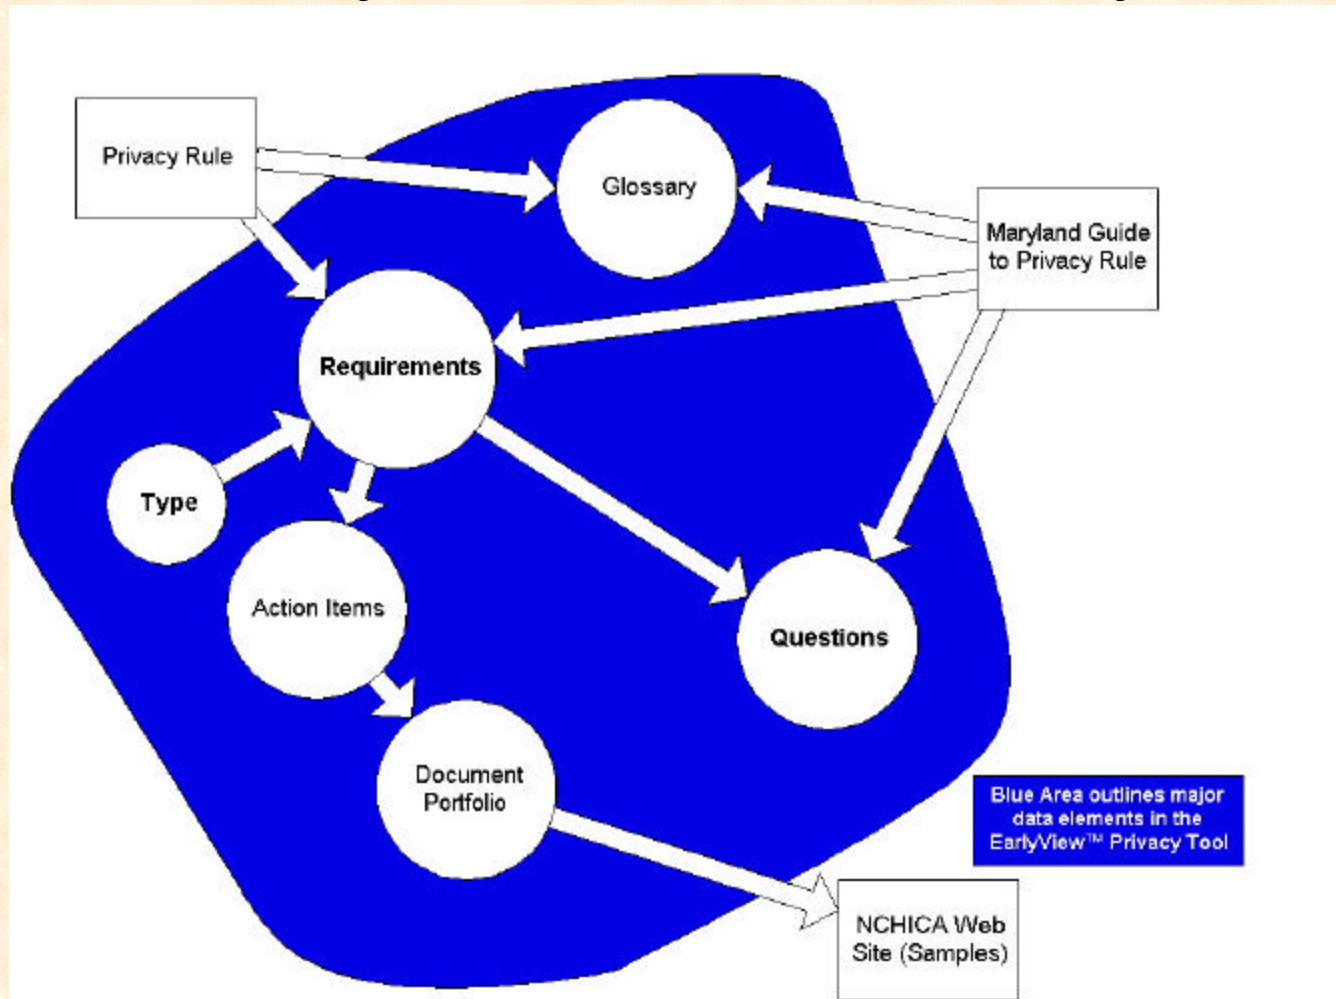 Privacy Rule
Glossary
Maryland Guide
to Privacy Rule
Requirements
Type
Action Items
Questions
Document
Portfolio
Blue Area outlines major
data elements in the
EarlyView™ Privacy Tool
NCHICA Web
Site (Samples)